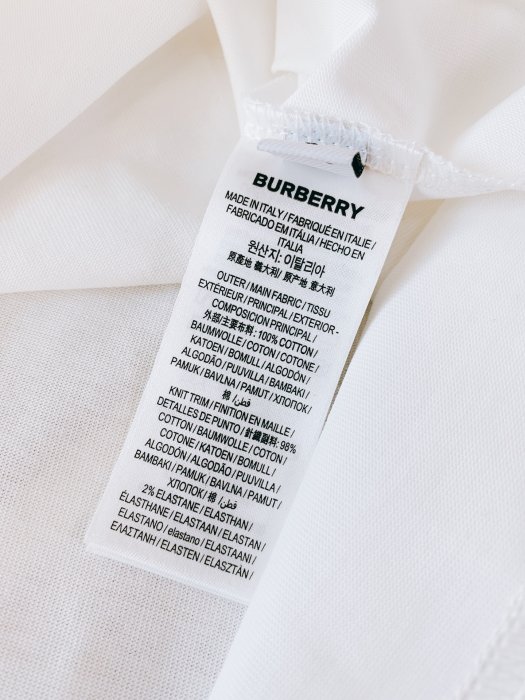 BURBERRY
MADE IN ITALY / FABRIQUÉ EN ITALIE /
FABRICADO EM ITÁLIA / HECHO EN
ITALIA
원산지: 이탈리아
原產地 義大利 / 原产地 意大利
OUTER / MAIN FABRIC / TISSU
EXTÉRIEUR / PRINCIPAL / EXTERIOR -
COMPOSICION PRINCIPAL /
外部/主要布料: 100% COTTON /
BAUMWOLLE / COTON / COTONE /
KATOEN / BOMULL / ALGODÓN /
ALGODÃO / PUUVILLA / BAMBAKI /
PAMUK / BAVLNA / PAMUT / ХЛОПОК /
棉 / قطن /
KNIT TRIM / FINITION EN MAILLE /
DETALLES DE PUNTO / 針織副料: 98%
COTTON / BAUMWOLLE / COTON /
COTONE / KATOEN / BOMULL /
ALGODÓN / ALGODÃO / PUUVILLA /
BAMBAKI / PAMUK / BAVLNA / PAMUT /
ХЛОПОК / 棉 / قطن /
2% ELASTANE / ELASTHAN /
ÉLASTHANE / ELASTAAN / ELASTAN /
ELASTANO / elastano / ELASTAANI /
ΕΛΑΣΤΑΝΗ / ELASTEN / ELASZTÁN /